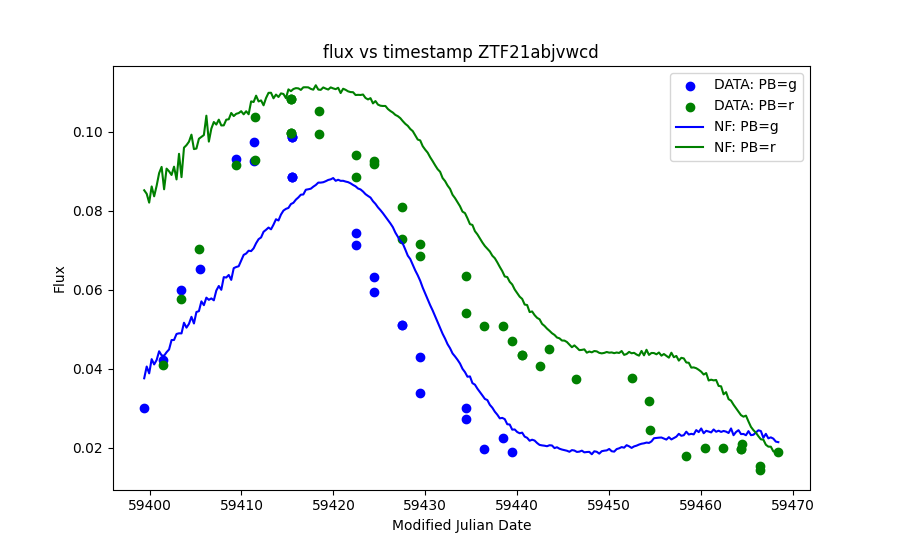 flux vs timestamp ZTF21abjvwcd
DATA: PB=g
DATA: PB=r
NF: PB=g
NF: PB=r
Flux
0.10
0.08
0.06
0.04
0.02
59400 59410 59420 59430 59440 59450 59460 59470
Modified Julian Date